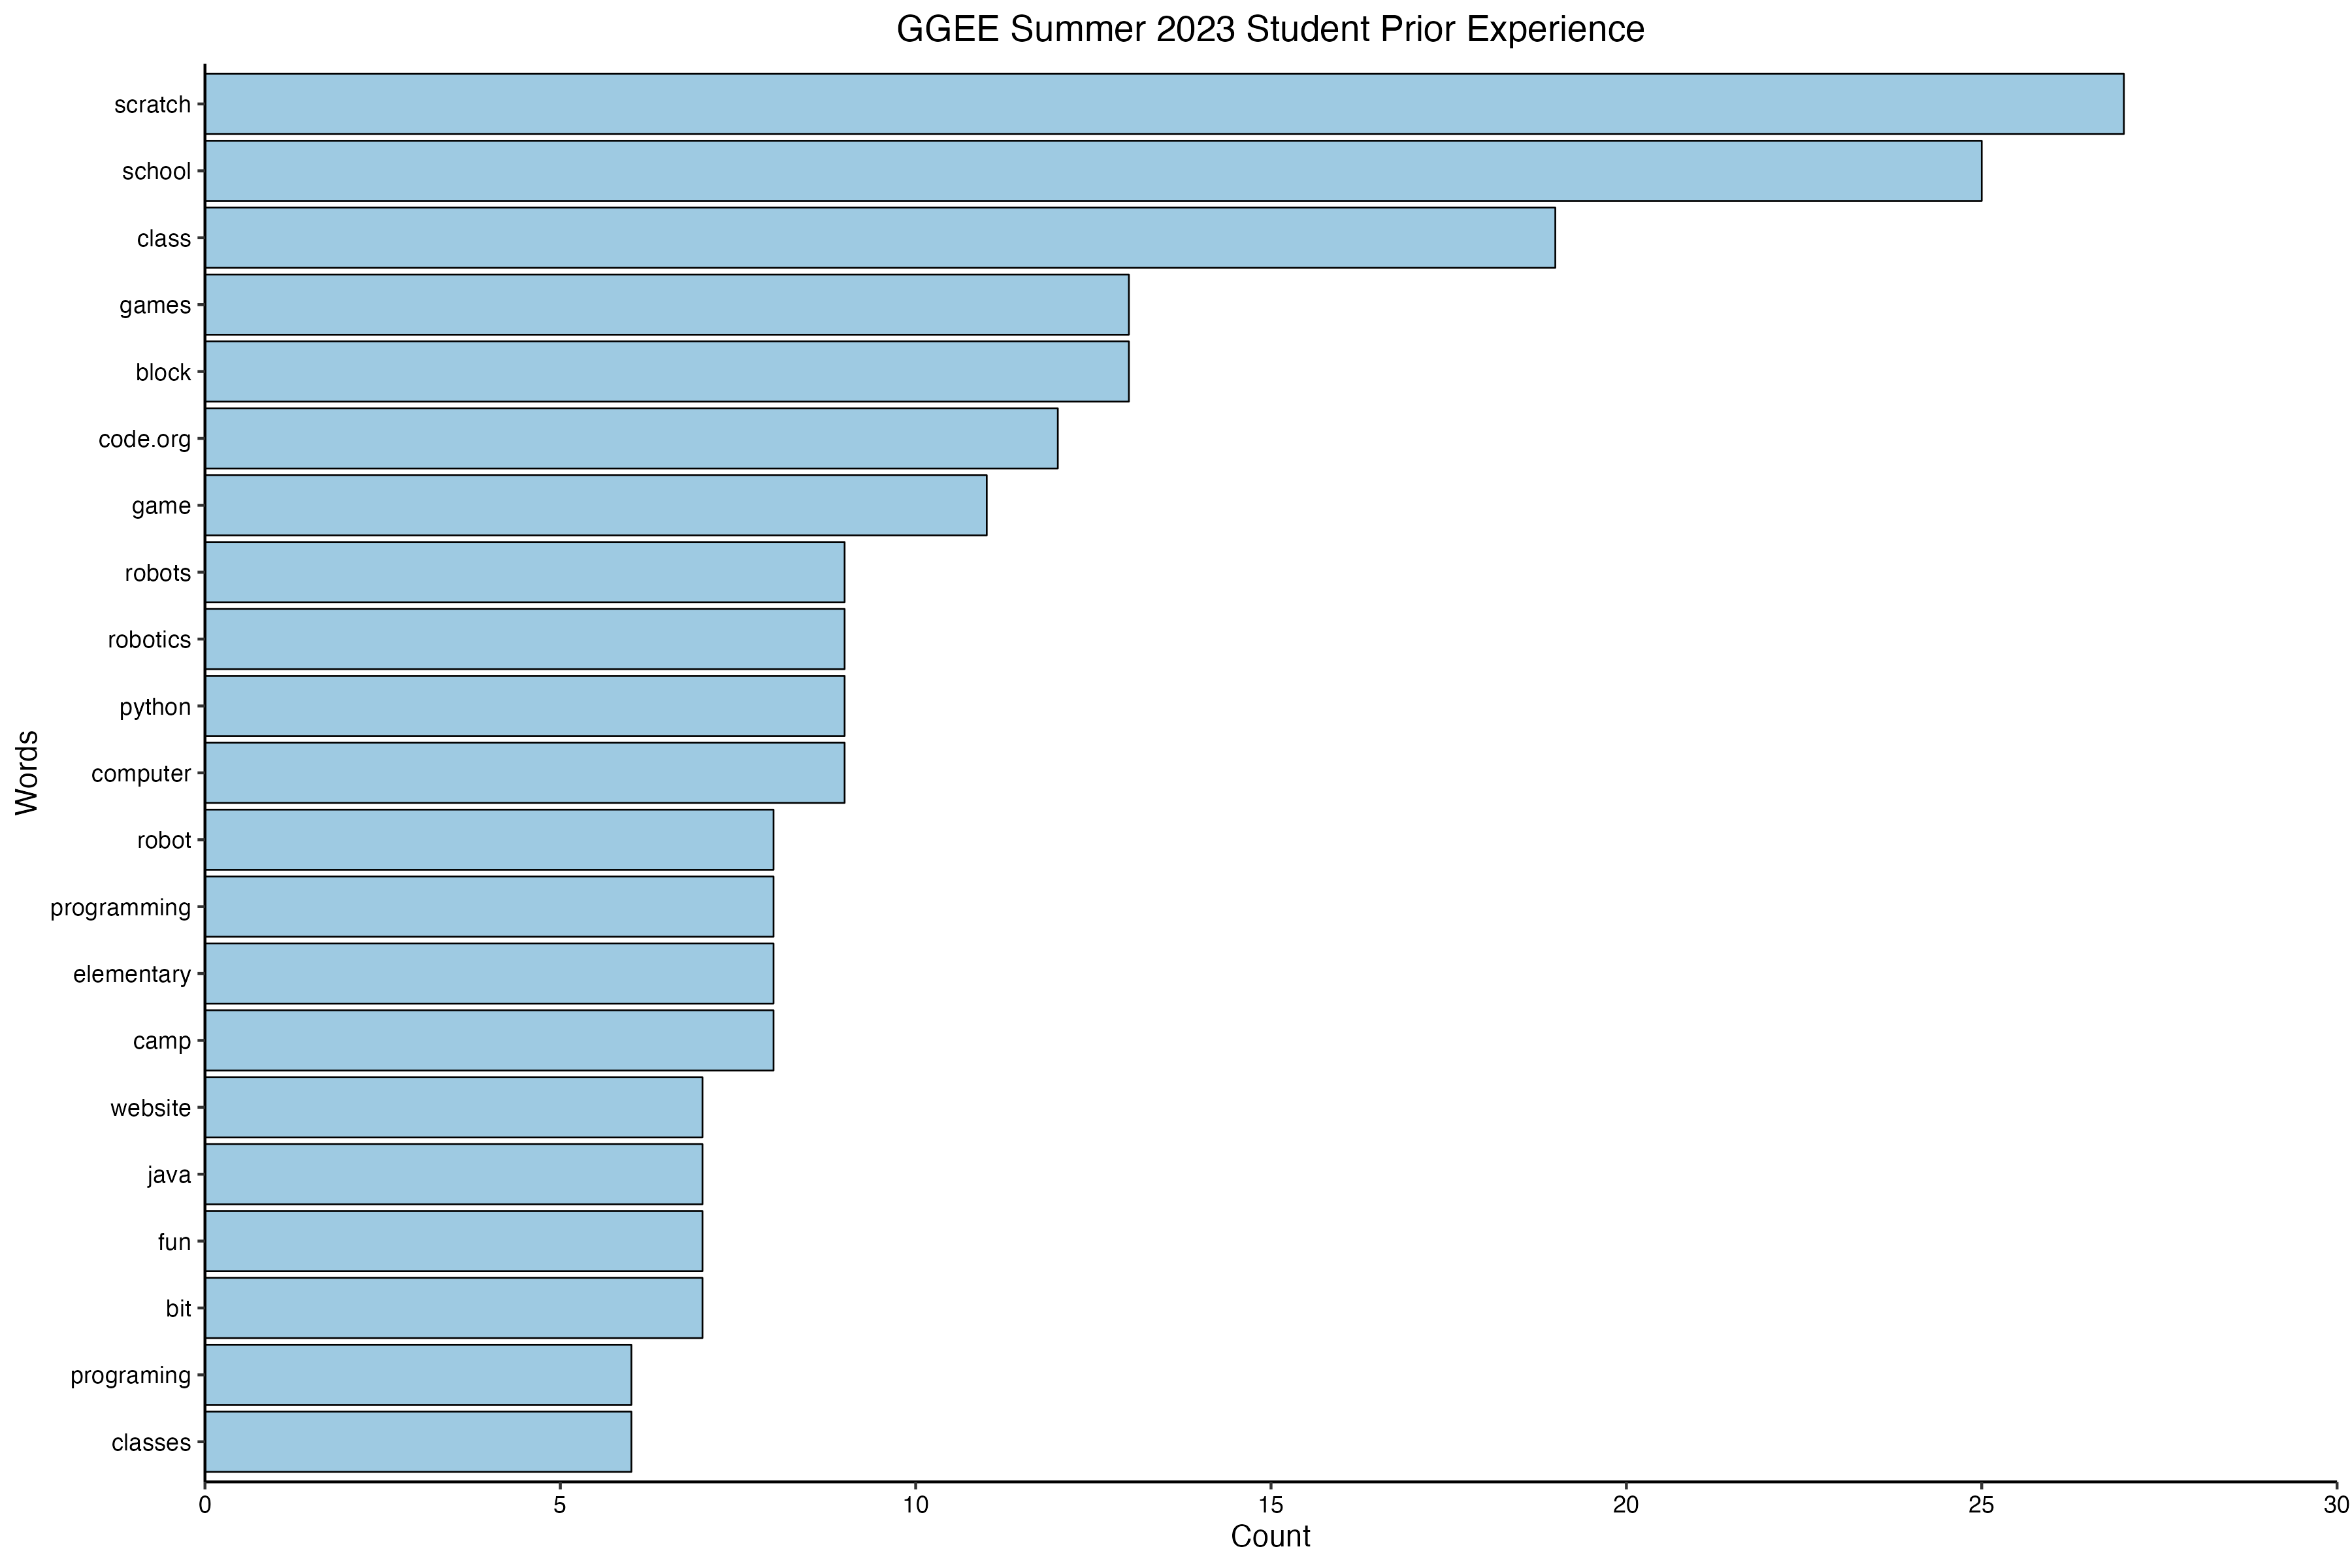 GGEE Summer 2023 Student Prior Experience
scratch
school
class
games
block
code.org
game
robots
robotics
python
computer
Words
robot
programming
elementary
camp
website
java
fun
bit
programing
classes
0 5 10 15 20 25 30
Count